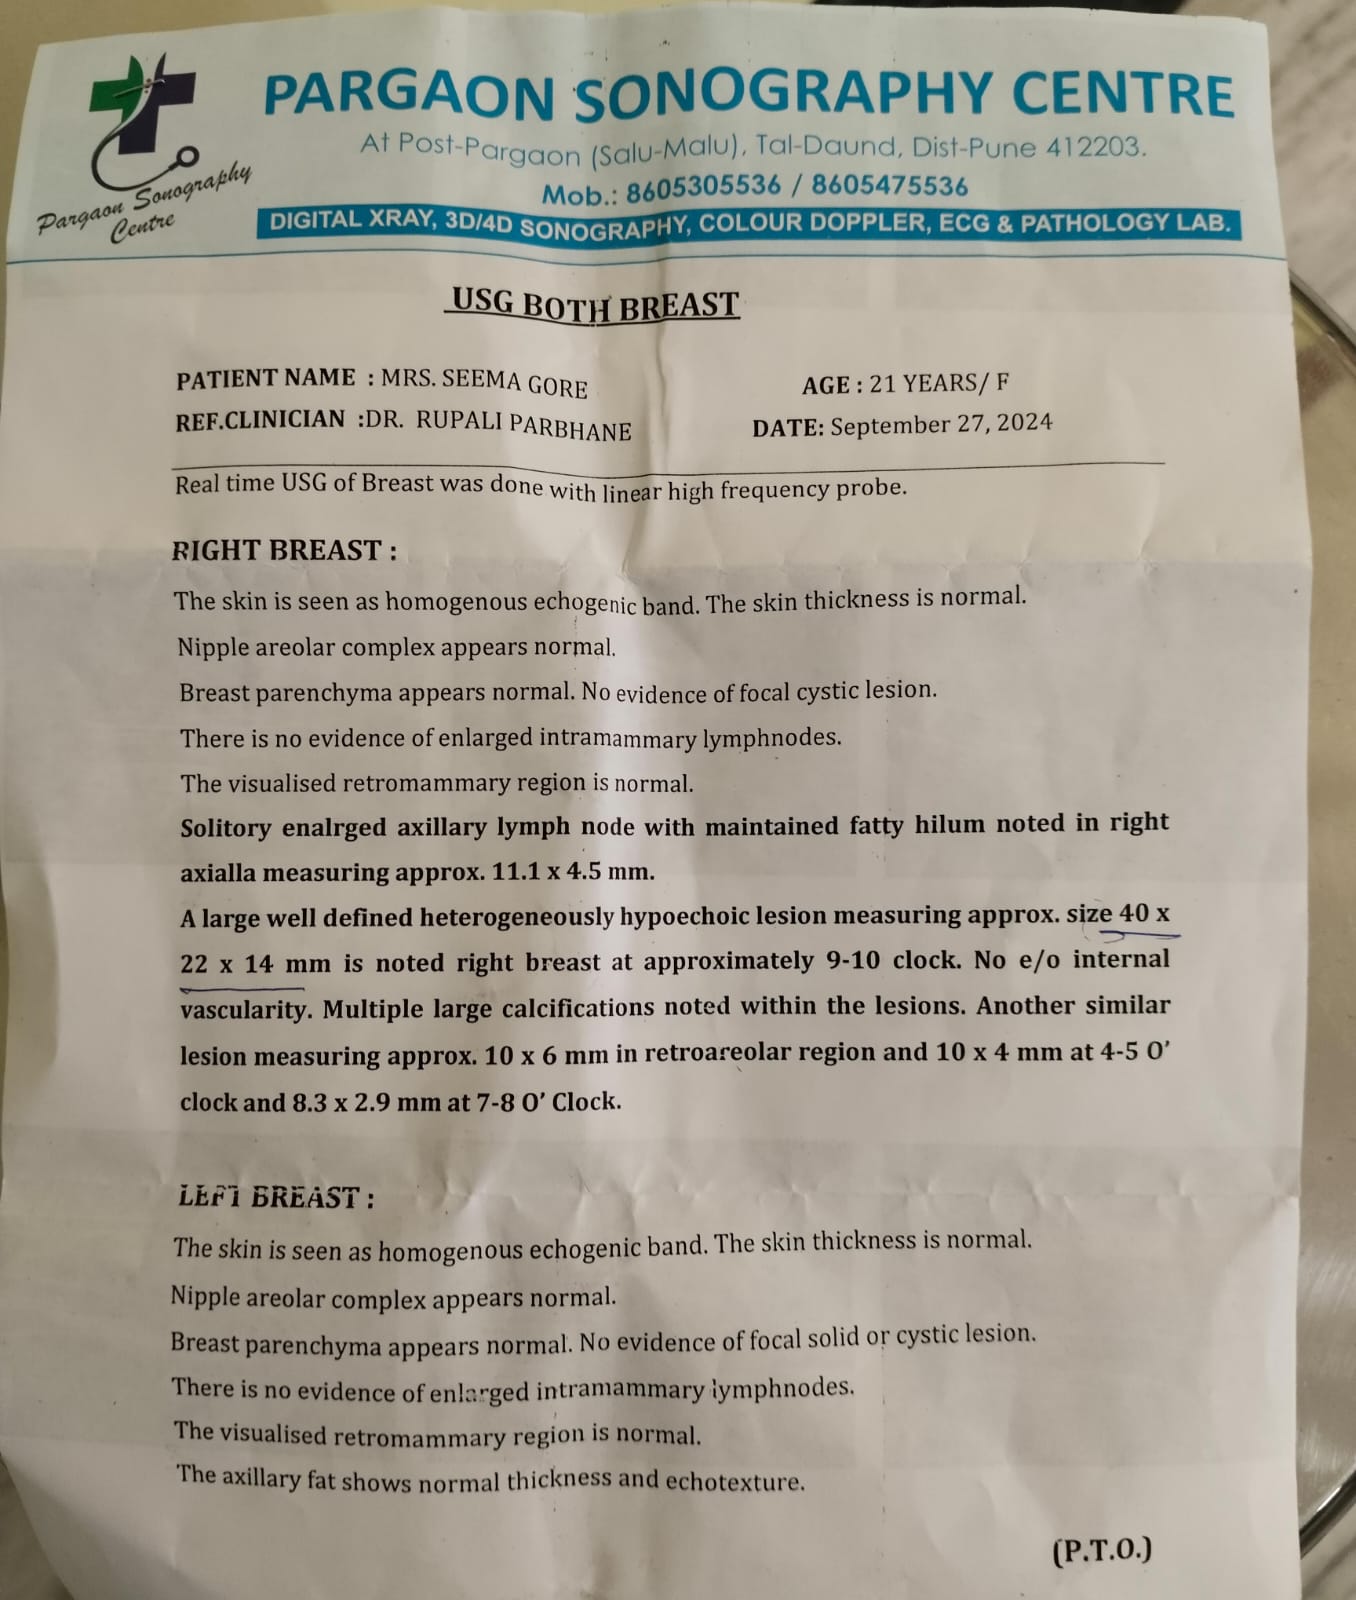 PARGAON SONOGRAPHY CENTRE
At Post-Pargaon (Salu-Malu), Tal-Daund, Dist-Pune 412203.
Mob.: 8605305536 / 8605475536
Pargaon Sonography
Centre
DIGITAL XRAY, 3D/4D SONOGRAPHY, COLOUR DOPPLER, ECG & PATHOLOGY LAB.
USG BOTH BREAST
PATIENT NAME : MRS. SEEMA GORE AGE : 21 YEARS/ F
REF.CLINICIAN :DR. RUPALI PARBHANE DATE: September 27, 2024
Real time USG of Breast was done with linear high frequency probe.
RIGHT BREAST :
The skin is seen as homogenous echogenic band. The skin thickness is normal.
Nipple areolar complex appears normal.
Breast parenchyma appears normal. No evidence of focal cystic lesion.
There is no evidence of enlarged intramammary lymphnodes.
The visualised retromammary region is normal.
Solitory enalrged axillary lymph node with maintained fatty hilum noted in right
axialla measuring approx. 11.1 x 4.5 mm.
A large well defined heterogeneously hypoechoic lesion measuring approx. size 40 x
22 x 14 mm is noted right breast at approximately 9-10 clock. No e/o internal
vascularity. Multiple large calcifications noted within the lesions. Another similar
lesion measuring approx. 10 x 6 mm in retroareolar region and 10 x 4 mm at 4-5 O'
clock and 8.3 x 2.9 mm at 7-8 O' Clock.
LEFT BREAST :
The skin is seen as homogenous echogenic band. The skin thickness is normal.
Nipple areolar complex appears normal.
Breast parenchyma appears normal. No evidence of focal solid or cystic lesion.
There is no evidence of enlarged intramammary lymphnodes.
The visualised retromammary region is normal.
The axillary fat shows normal thickness and echotexture.
(P.T.O.)